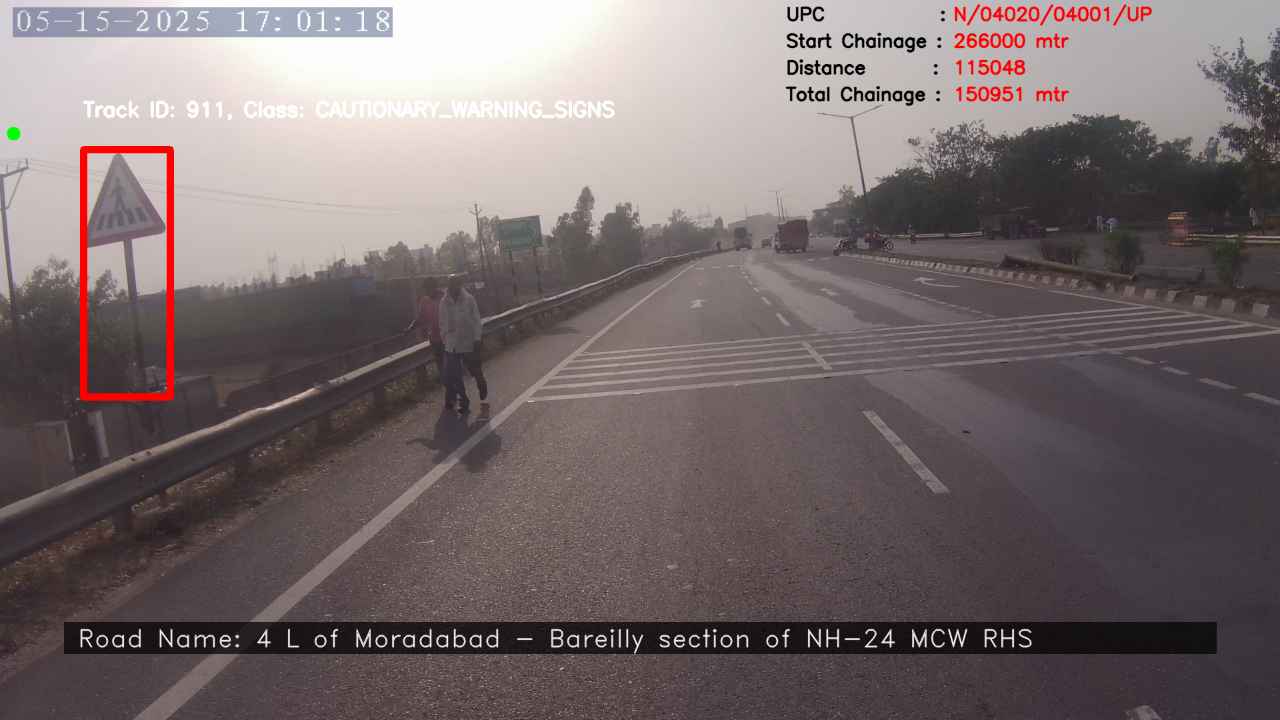 05-15-2025 17:01:18
UPC : N/04020/04001/UP
Start Chainage : 266000 mtr
Distance : 115048
Total Chainage : 150951 mtr
Track ID: 911, Class: CAUTIONARY_WARNING_SIGNS
Road Name: 4 L of Moradabad - Bareilly section of NH-24 MCW RHS